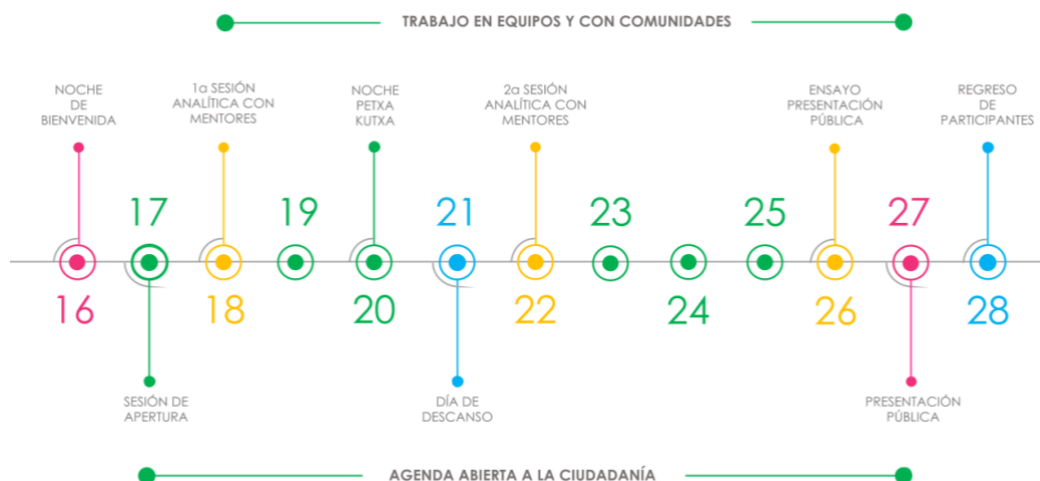 TRABAJO EN EQUIPOS Y CON COMUNIDADES
NOCHE
DE
BIENVENIDA
1a SESIÓN
ANALÍTICA CON
MENTORES
NOCHE
PETXA
KUTXA
2a SESIÓN
ANALÍTICA CON
MENTORES
ENSAYO
PRESENTACIÓN
PÚBLICA
REGRESO
DE
PARTICIPANTES
17
19
21
23
25
27
16
18
20
22
24
26
28
SESIÓN DE
APERTURA
DÍA DE
DESCANSO
PRESENTACIÓN
PÚBLICA
AGENDA ABIERTA A LA CIUDADANÍA